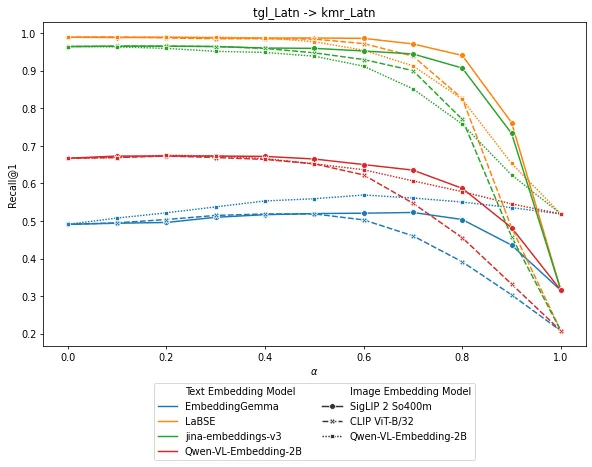 tgl_Latn -> kmr_Latn
Recall@1
1.0
0.9
0.8
0.7
0.6
0.5
0.4
0.3
0.2
0.0 0.2 0.4 0.6 0.8 1.0
α
Text Embedding Model Image Embedding Model
EmbeddingGemma SigLIP 2 So400m
LaBSE CLIP ViT-B/32
jina-embeddings-v3 Qwen-VL-Embedding-2B
Qwen-VL-Embedding-2B